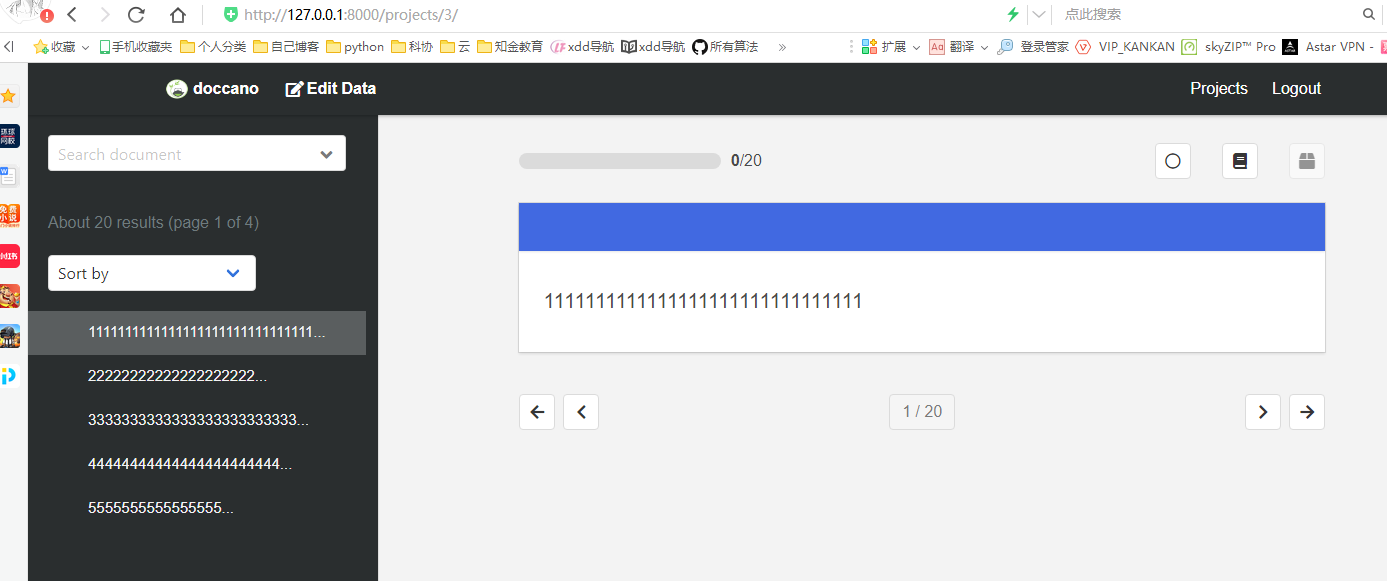 http://127.0.0.1:8000/projects/3/ 点此搜索
收藏 手机收藏夹 个人分类 自己博客 python 科协 云 知金教育 xdd导航 xdd导航 所有算法 » 扩展 Aa 翻译 登录管家 VIP_KANKAN skyZIP™ Pro Astar VPN -
doccano Edit Data Projects Logout
Search document
0/20
About 20 results (page 1 of 4)
Sort by
1111111111111111111111111111111
1111111111111111111111111111111...
22222222222222222222...
3333333333333333333333333...
44444444444444444444444...
5555555555555555...
1 / 20